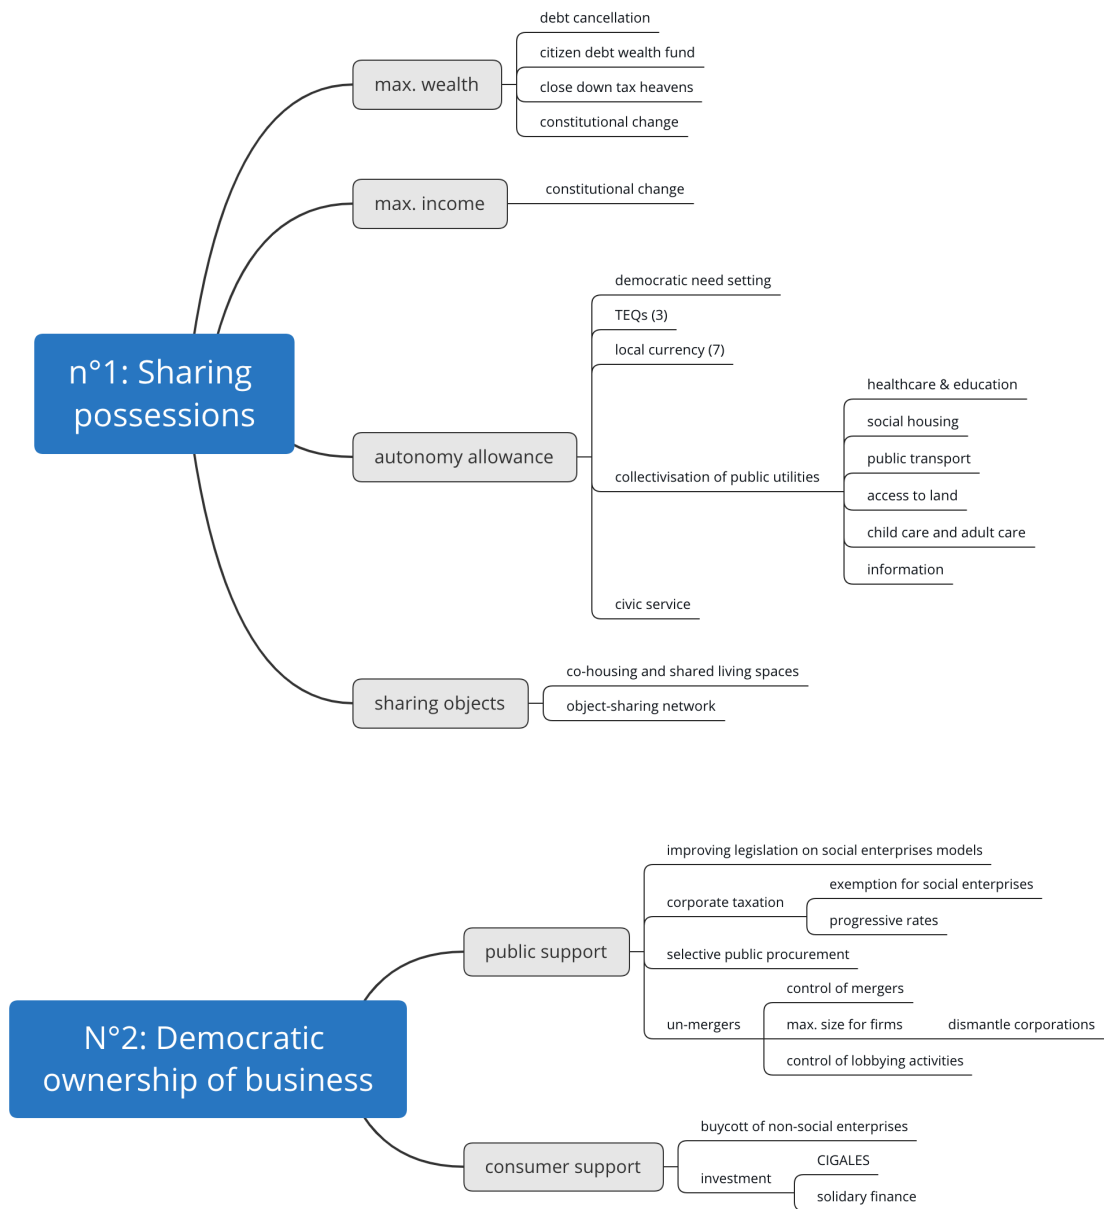 debt cancellation
citizen debt wealth fund
max. wealth
close down tax heavens
constitutional change
max. income
constitutional change
n°1: Sharing
possessions
autonomy allowance
democratic need setting
TEQs (3)
local currency (7)
collectivisation of public utilities
healthcare & education
social housing
public transport
access to land
child care and adult care
information
civic service
sharing objects
co-housing and shared living spaces
object-sharing network
N°2: Democratic
ownership of business
public support
improving legislation on social enterprises models
corporate taxation
exemption for social enterprises
progressive rates
selective public procurement
un-mergers
control of mergers
max. size for firms
dismantle corporations
control of lobbying activities
consumer support
buycott of non-social enterprises
investment
CIGALES
solidary finance